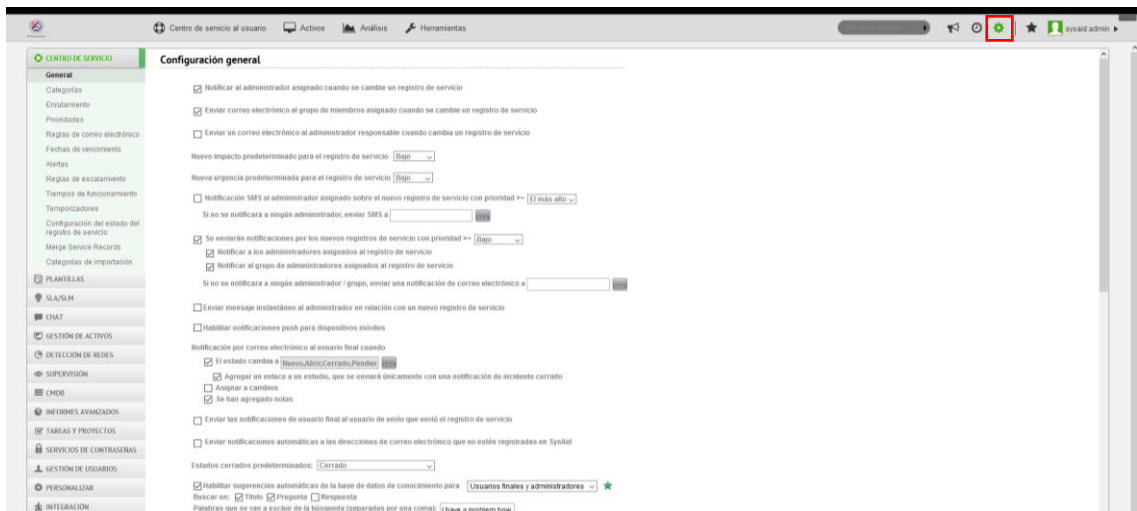 Centro de servicio al usuario Activos Análisis Herramientas sysaid admin
CENTRO DE SERVICIO
General
Categorías
Enrutamiento
Prioridades
Reglas de correo electrónico
Fechas de vencimiento
Alertas
Reglas de escalamiento
Tiempos de funcionamiento
Temporizadores
Configuración del estado del
registro de servicio
Merge Service Records
Categorías de importación
PLANTILLAS
SLA/SLM
CHAT
GESTIÓN DE ACTIVOS
DETECCIÓN DE REDES
SUPERVISIÓN
CMDB
INFORMES AVANZADOS
TAREAS Y PROYECTOS
SERVICIOS DE CONTRASEÑAS
GESTIÓN DE USUARIOS
PERSONALIZAR
INTEGRACIÓN
Configuración general
Notificar al administrador asignado cuando se cambie un registro de servicio
Enviar correo electrónico al grupo de miembros asignado cuando se cambie un registro de servicio
Enviar un correo electrónico al administrador responsable cuando cambia un registro de servicio
Nuevo impacto predeterminado para el registro de servicio Bajo
Nueva urgencia predeterminada para el registro de servicio Bajo
Notificación SMS al administrador asignado sobre el nuevo registro de servicio con prioridad >= El más alto
Si no se notificara a ningún administrador, enviar SMS a
Se enviarán notificaciones por los nuevos registros de servicio con prioridad >= Bajo
Notificar a los administradores asignados al registro de servicio
Notificar al grupo de administradores asignados al registro de servicio
Si no se notificara a ningún administrador / grupo, enviar una notificación de correo electrónico a
Enviar mensaje instantáneo al administrador en relación con un nuevo registro de servicio
Habilitar notificaciones push para dispositivos móviles
Notificación por correo electrónico al usuario final cuando
El estado cambia a Nuevo,Abrir,Cerrado,Pendier
Agregar un enlace a un estudio, que se enviará únicamente con una notificación de incidente cerrado
Asignar a cambios
Se han agregado notas
Enviar las notificaciones de usuario final al usuario de envío que envió el registro de servicio
Enviar notificaciones automáticas a las direcciones de correo electrónico que no estén registradas en SysAid
Estados cerrados predeterminados: Cerrado
Habilitar sugerencias automáticas de la base de datos de conocimiento para Usuarios finales y administradores
Buscar en: Título Pregunta Respuesta
Palabras que se van a excluir de la búsqueda (separadas por una coma): I have a problem,how